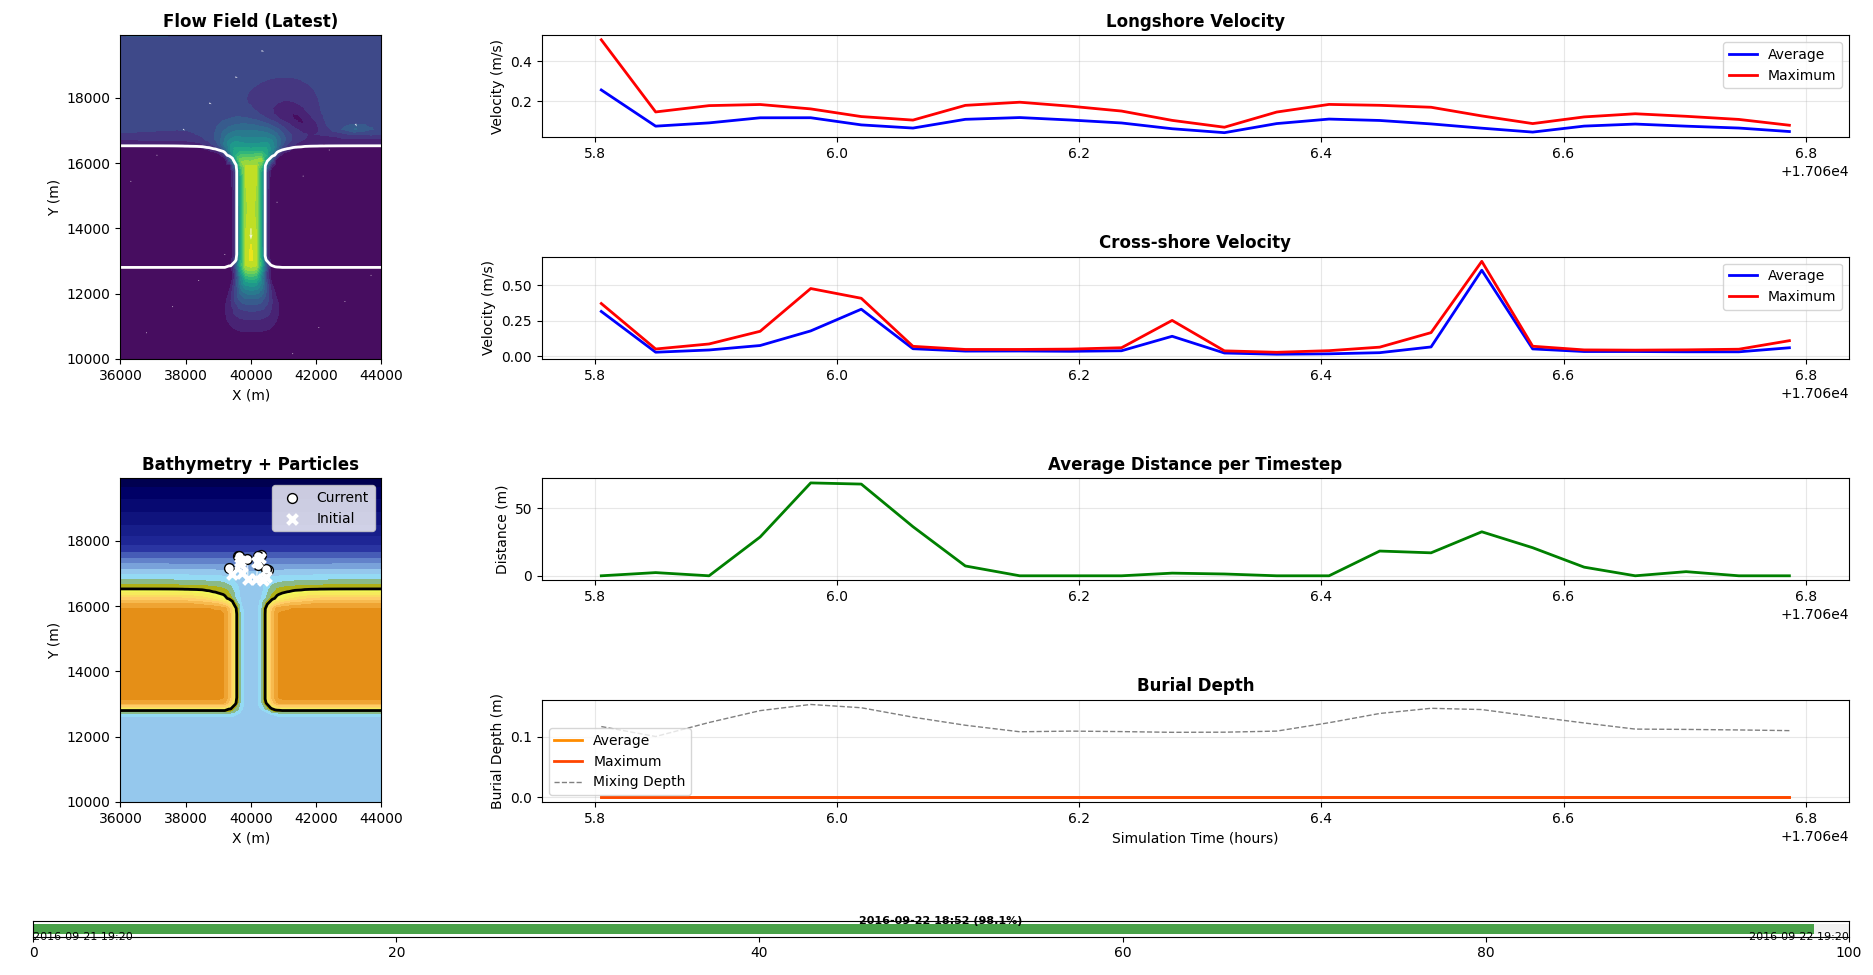 Flow Field (Latest)
Y (m)
18000
16000
14000
12000
10000
36000 38000 40000 42000 44000
X (m)
Longshore Velocity
Velocity (m/s)
0.4
0.2
Average
Maximum
5.8 6.0 6.2 6.4 6.6 6.8
+1.706e4
Cross-shore Velocity
Velocity (m/s)
0.50
0.25
0.00
Average
Maximum
5.8 6.0 6.2 6.4 6.6 6.8
+1.706e4
Bathymetry + Particles
Y (m)
18000
16000
14000
12000
10000
Current
Initial
36000 38000 40000 42000 44000
X (m)
Average Distance per Timestep
Distance (m)
50
0
5.8 6.0 6.2 6.4 6.6 6.8
+1.706e4
Burial Depth
Burial Depth (m)
0.1
0.0
Average
Maximum
Mixing Depth
5.8 6.0 6.2 6.4 6.6 6.8
+1.706e4
Simulation Time (hours)
2016-09-22 18:52 (98.1%)
2016-09-21 19:20
2016-09-22 19:20
0 20 40 60 80 100